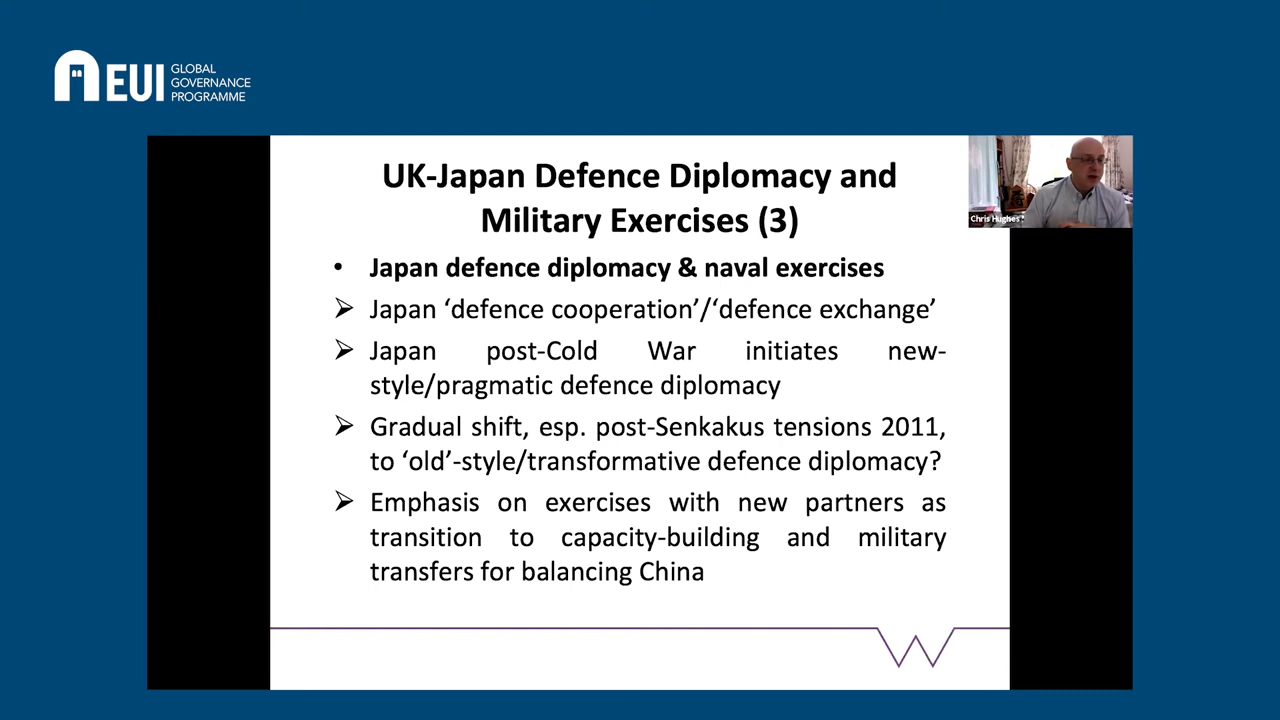 EUI
GLOBAL
GOVERNANCE
PROGRAMME
UK-Japan Defence Diplomacy and
Military Exercises (3)
Chris Hughes
• Japan defence diplomacy & naval exercises
➢ Japan ‘defence cooperation’/‘defence exchange’
➢ Japan post-Cold War initiates new-
style/pragmatic defence diplomacy
➢ Gradual shift, esp. post-Senkakus tensions 2011,
to ‘old’-style/transformative defence diplomacy?
➢ Emphasis on exercises with new partners as
transition to capacity-building and military
transfers for balancing China